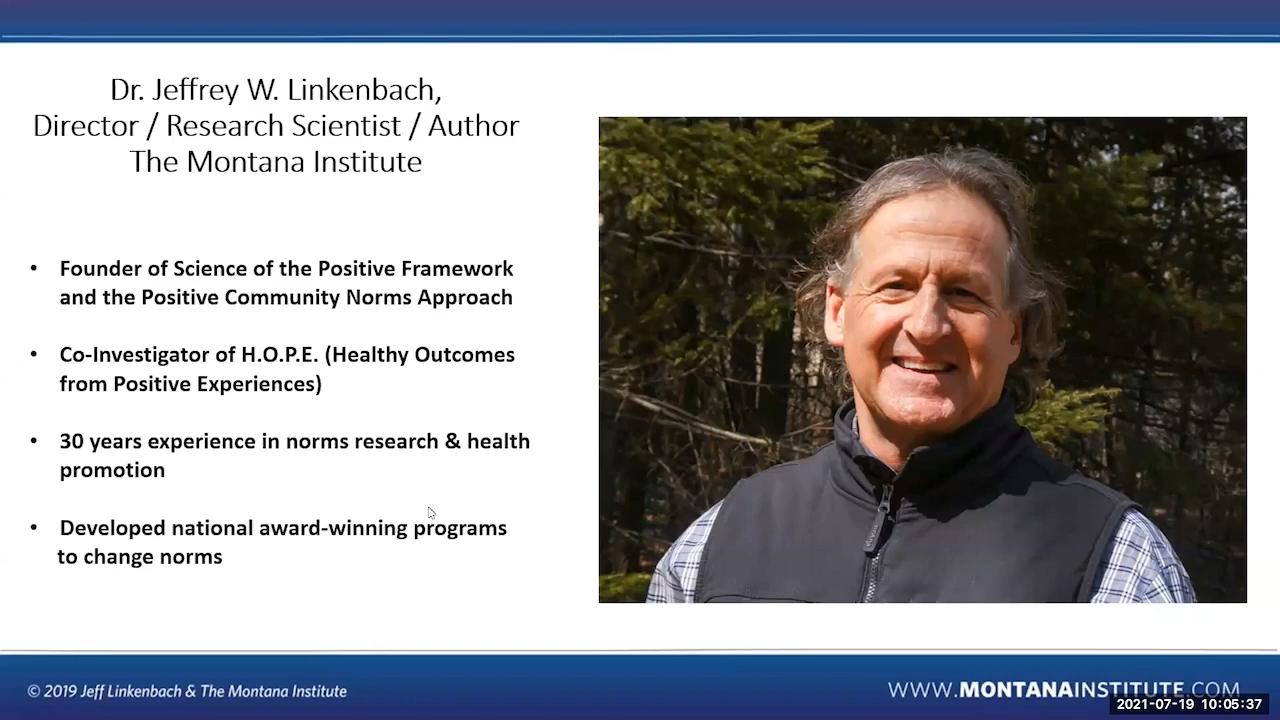 Dr. Jeffrey W. Linkenbach,
Director / Research Scientist / Author
The Montana Institute
• Founder of Science of the Positive Framework
and the Positive Community Norms Approach
• Co-Investigator of H.O.P.E. (Healthy Outcomes
from Positive Experiences)
• 30 years experience in norms research & health
promotion
• Developed national award-winning programs
to change norms
© 2019 Jeff Linkenbach & The Montana Institute
WWW.MONTANAINSTITUTE.COM
2021-07-19 10:05:37